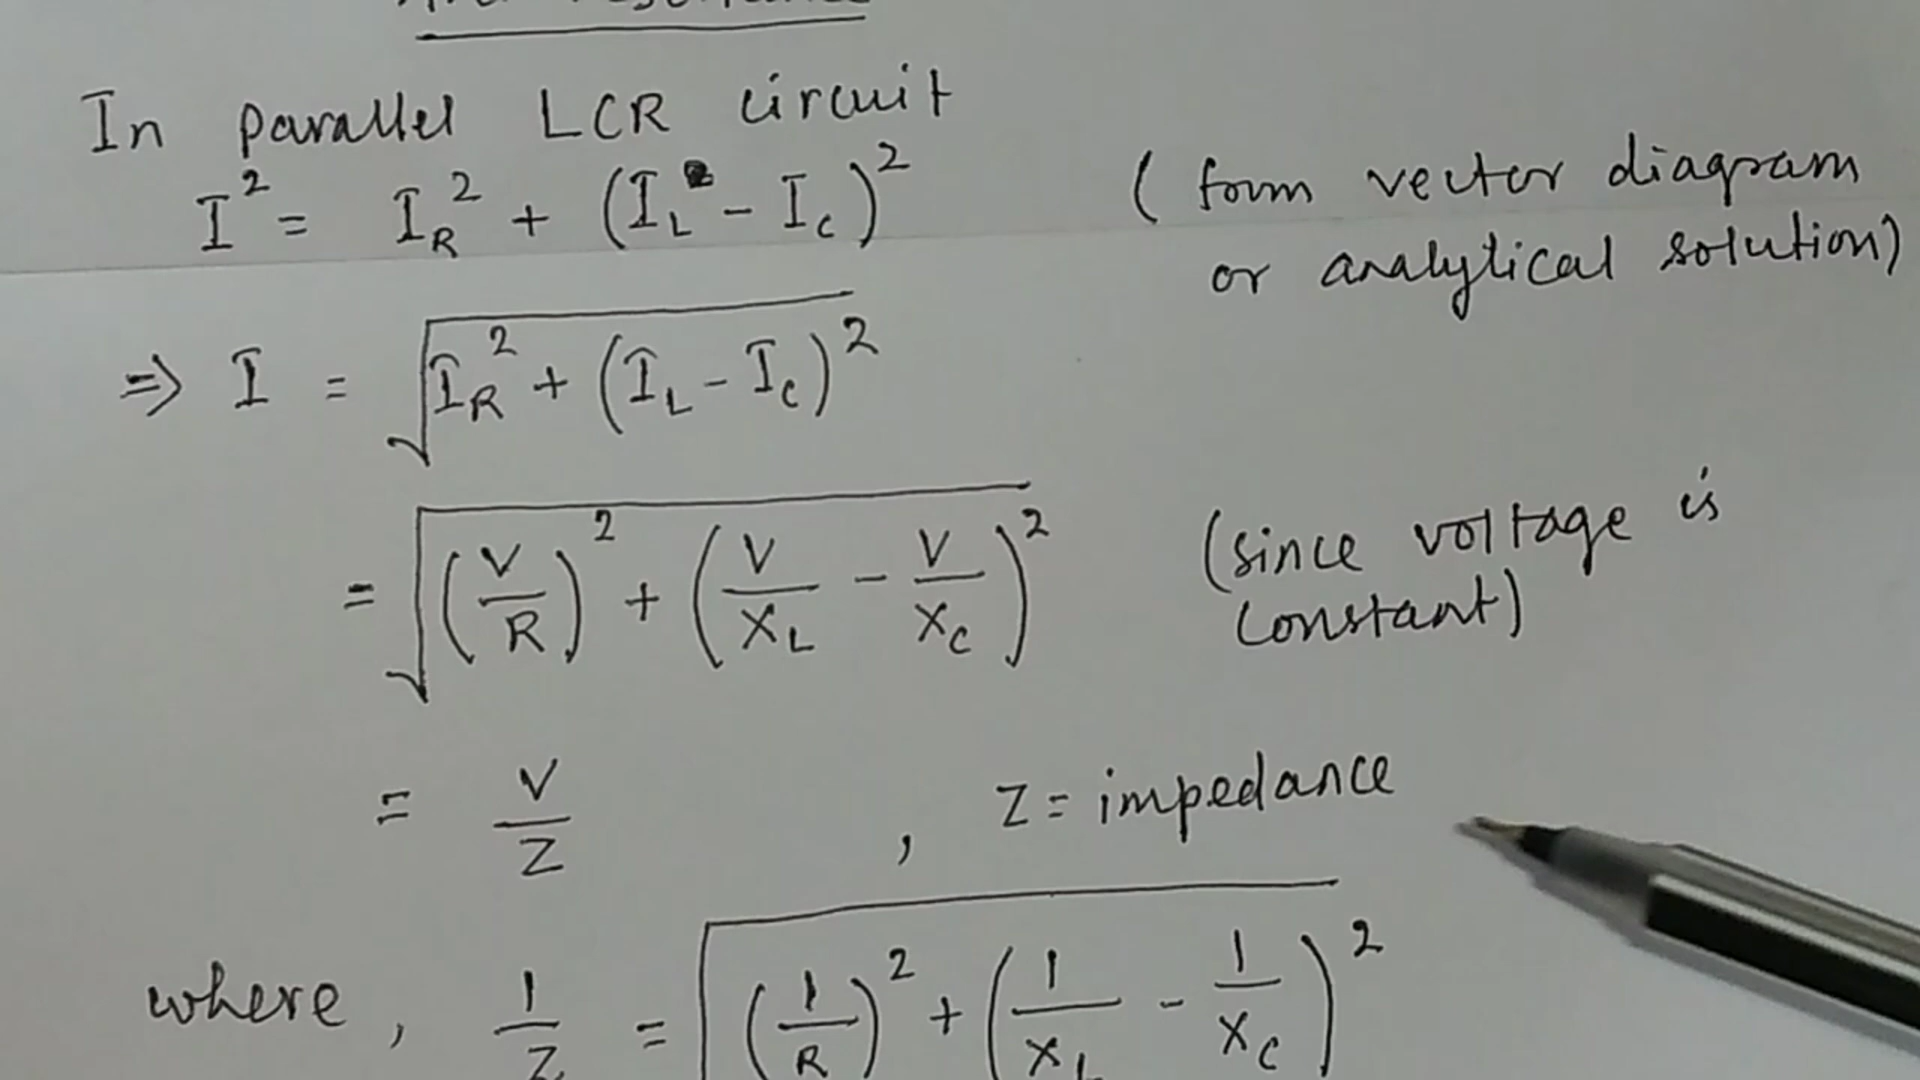 In parallel LCR circuit
I² = I_R² + (I_L - I_C)² ( form vector diagram
or analytical solution)
⇒ I = √(I_R² + (I_L - I_C)²)
= √((V/R)² + (V/X_L - V/X_C)²) (since voltage is
constant)
= V/Z , Z = impedance
where, 1/Z = √((1/R)² + (1/X_L - 1/X_C)²)